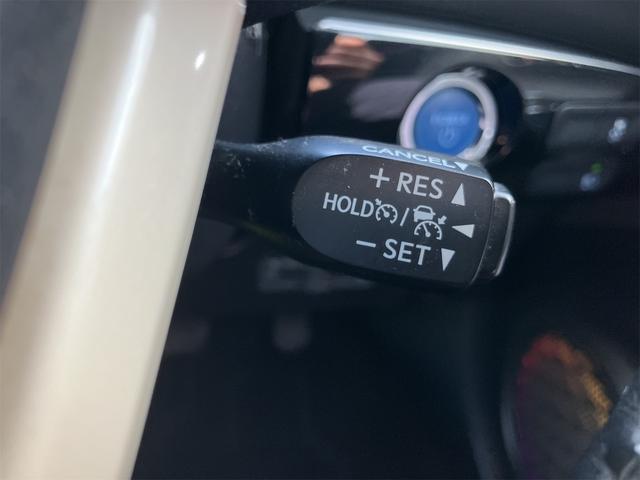 CANCEL▼
+ RES ▲
HOLD / ◀
− SET ▼